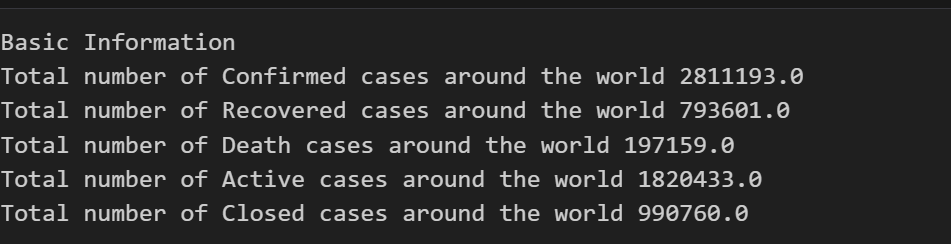 Basic Information
Total number of Confirmed cases around the world 2811193.0
Total number of Recovered cases around the world 793601.0
Total number of Death cases around the world 197159.0
Total number of Active cases around the world 1820433.0
Total number of Closed cases around the world 990760.0